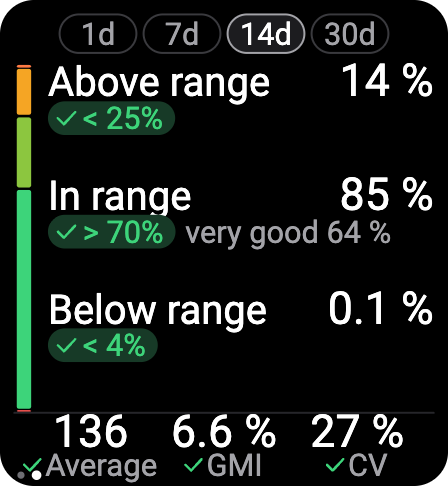 1d 7d 14d 30d
Above range 14 %
< 25%
In range 85 %
> 70% very good 64 %
Below range 0.1 %
< 4%
136 6.6 % 27 %
Average GMI CV